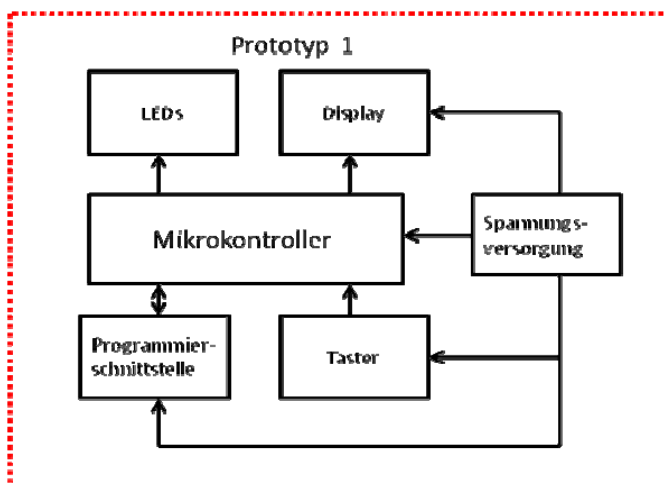 Prototyp 1
LEDs
Display
Mikrokontroller
Spannungs-
versorgung
Programmier-
schnittstelle
Taster